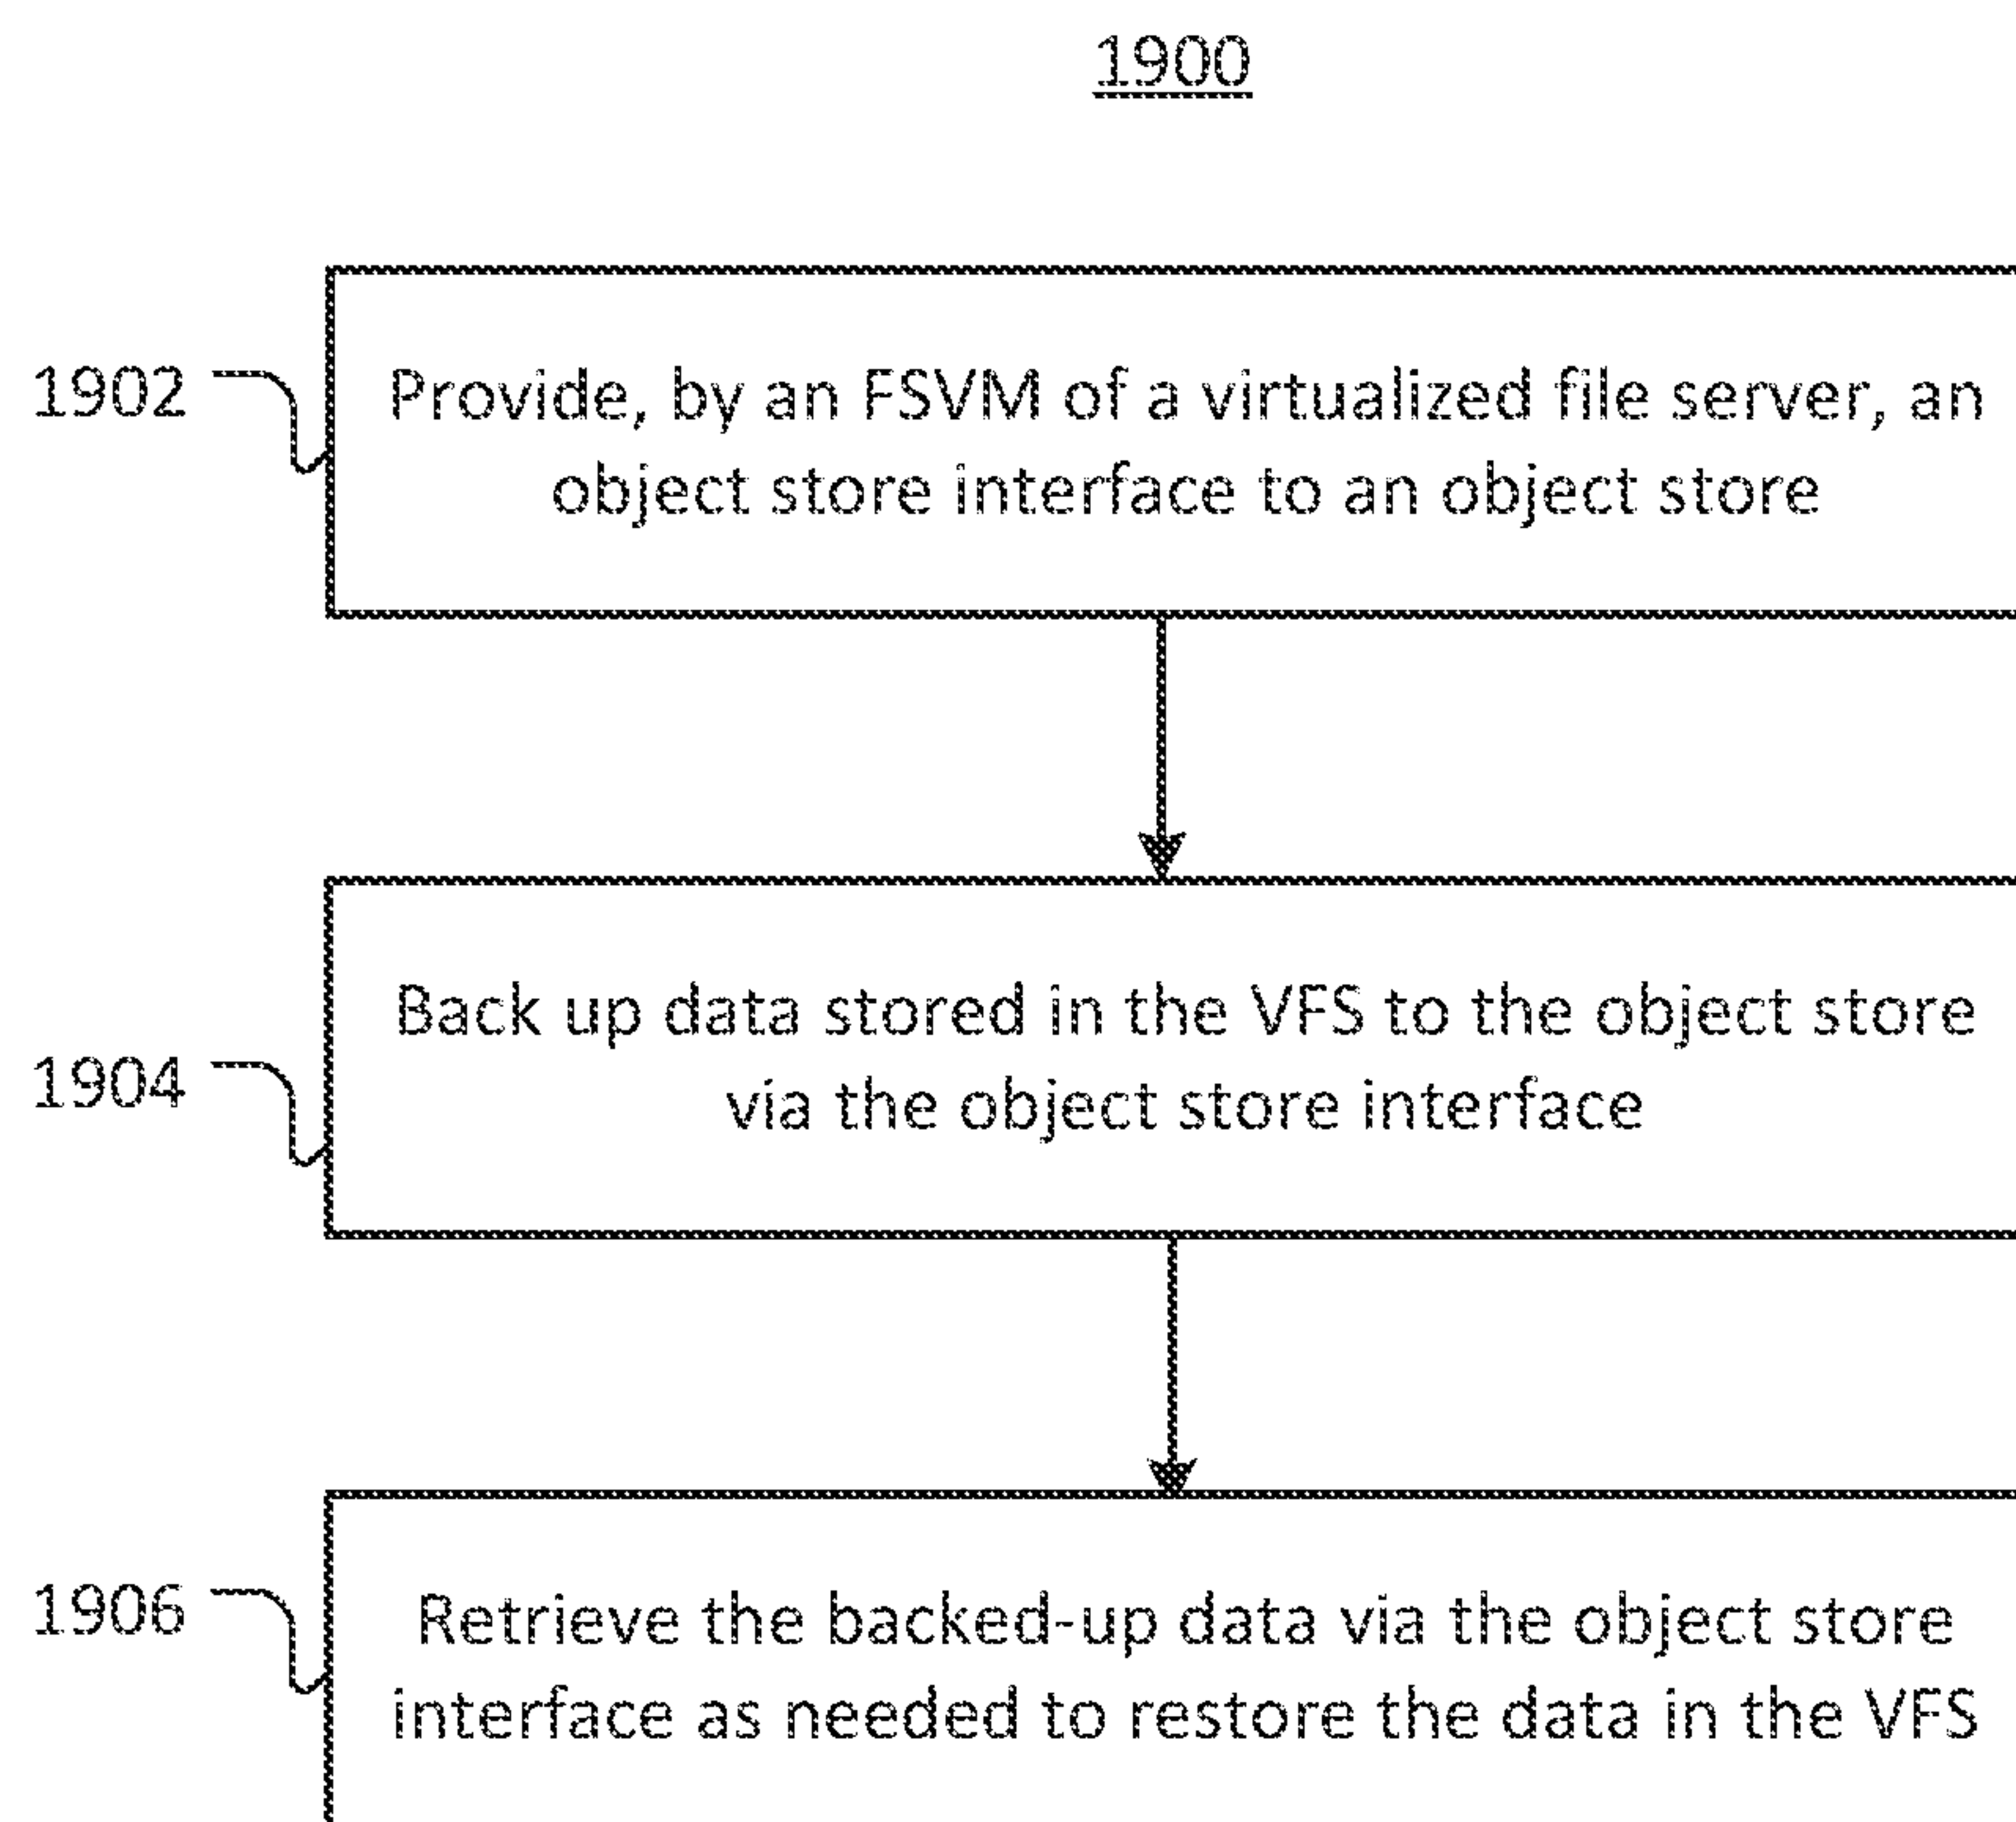 1900
1902
Provide, by an FSVM of a virtualized file server, an
object store interface to an object store
1904
Back up data stored in the VFS to the object store
via the object store interface
1906
Retrieve the backed-up data via the object store
interface as needed to restore the data in the VFS